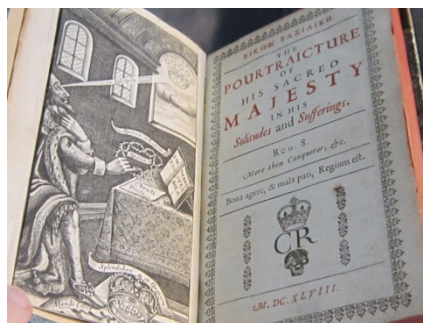 ΕΙΚΩΝ ΒΑΣΙΛΙΚΗ.
THE
POURTRAICTURE
OF
HIS SACRED
MAJESTY
IN HIS
Solitudes and Sufferings.
Rom. 8.
More then Conquerour, &c.
Bona agere, & mala pati, Regium est.
CR
M. DC. XLVIII.